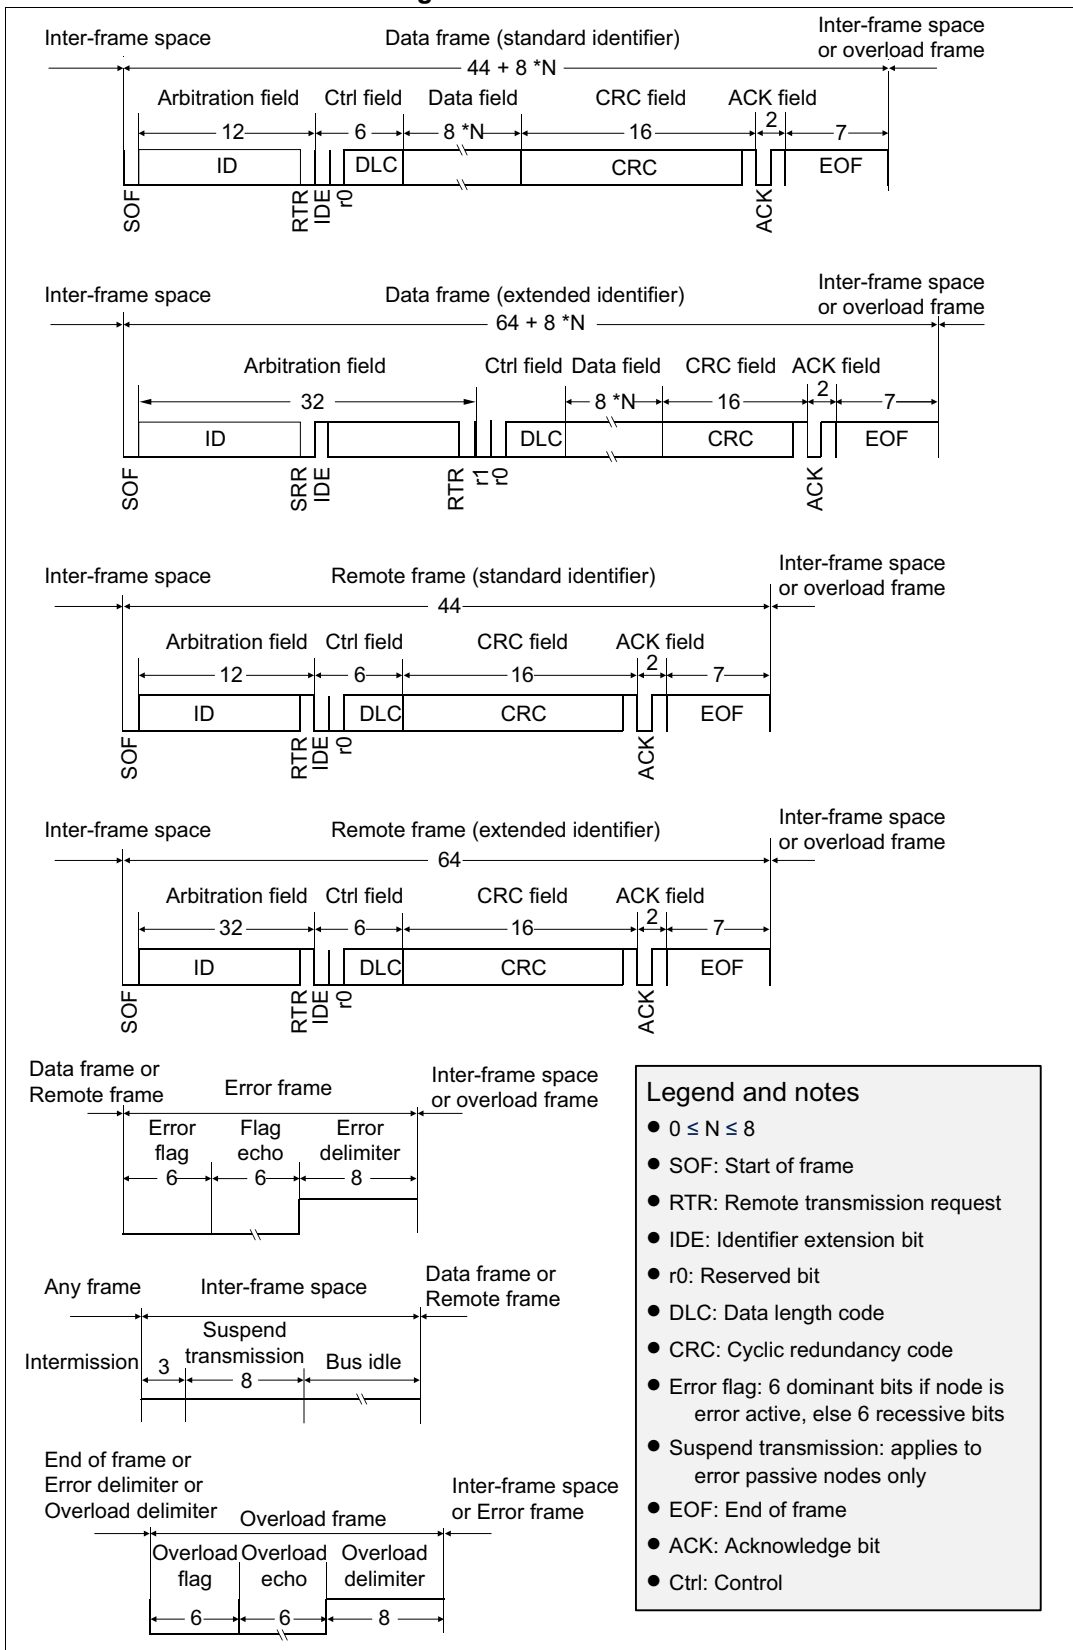 Inter-frame space
Data frame (standard identifier)
Inter-frame space
or overload frame
44 + 8 *N
Arbitration field
Ctrl field
Data field
CRC field
ACK field
12
6
8 *N
16
2
7
ID
DLC
CRC
EOF
SOF
RTR
IDE
r0
ACK
Inter-frame space
Data frame (extended identifier)
Inter-frame space
or overload frame
64 + 8 *N
Arbitration field
Ctrl field
Data field
CRC field
ACK field
32
8 *N
16
2
7
ID
DLC
CRC
EOF
SOF
SRR
IDE
RTR
r1
r0
ACK
Inter-frame space
Remote frame (standard identifier)
Inter-frame space
or overload frame
44
Arbitration field
Ctrl field
CRC field
ACK field
12
6
16
2
7
ID
DLC
CRC
EOF
SOF
RTR
IDE
r0
ACK
Inter-frame space
Remote frame (extended identifier)
Inter-frame space
or overload frame
64
Arbitration field
Ctrl field
CRC field
ACK field
32
6
16
2
7
ID
DLC
CRC
EOF
SOF
RTR
IDE
r0
ACK
Data frame or
Remote frame
Error frame
Inter-frame space
or overload frame
Error
flag
Flag
echo
Error
delimiter
6
6
8
Any frame
Inter-frame space
Data frame or
Remote frame
Intermission
3
Suspend
transmission
8
Bus idle
End of frame or
Error delimiter or
Overload delimiter
Overload frame
Inter-frame space
or Error frame
Overload
flag
Overload
echo
Overload
delimiter
6
6
8
Legend and notes
● 0 ≤ N ≤ 8
● SOF: Start of frame
● RTR: Remote transmission request
● IDE: Identifier extension bit
● r0: Reserved bit
● DLC: Data length code
● CRC: Cyclic redundancy code
● Error flag: 6 dominant bits if node is
error active, else 6 recessive bits
● Suspend transmission: applies to
error passive nodes only
● EOF: End of frame
● ACK: Acknowledge bit
● Ctrl: Control